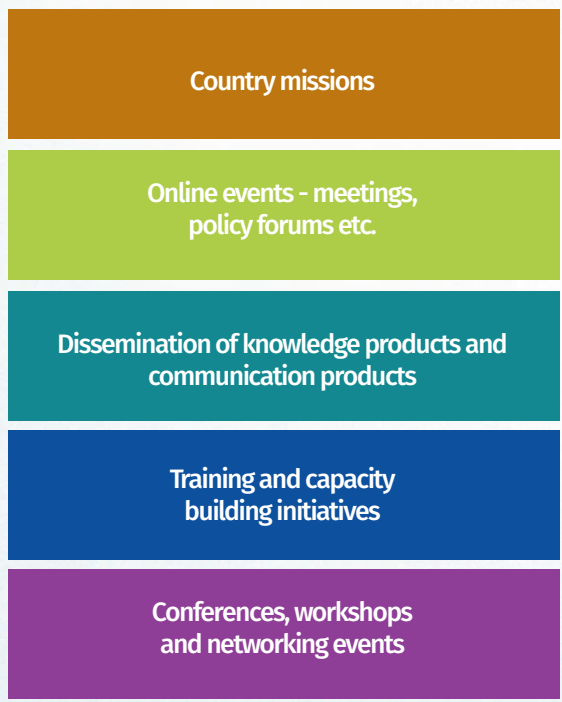 Country missions
Online events - meetings,
policy forums etc.
Dissemination of knowledge products and
communication products
Training and capacity
building initiatives
Conferences, workshops
and networking events